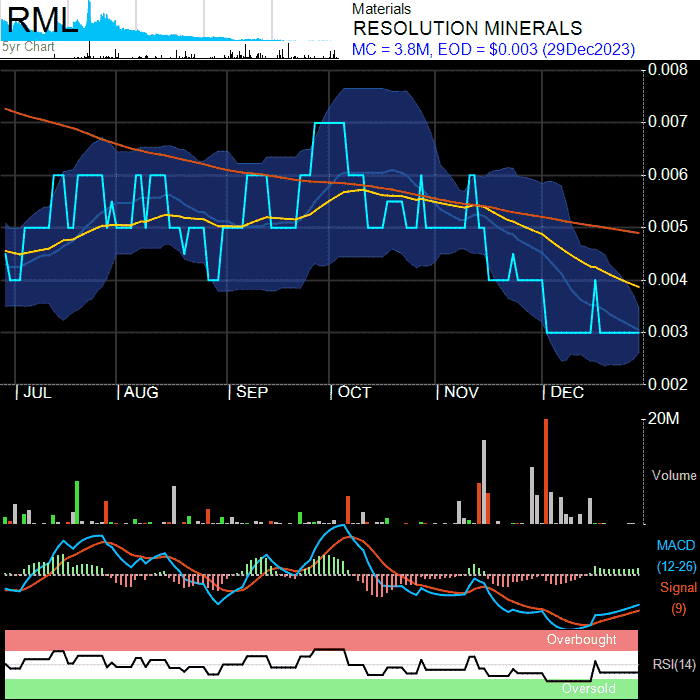 RML
5yr Chart
Materials
RESOLUTION MINERALS
MC = 3.8M, EOD = $0.003 (29Dec2023)
0.008
0.007
0.006
0.005
0.004
0.003
0.002
JUL
AUG
SEP
OCT
NOV
DEC
20M
Volume
MACD
(12-26)
Signal
(9)
Overbought
RSI(14)
Oversold